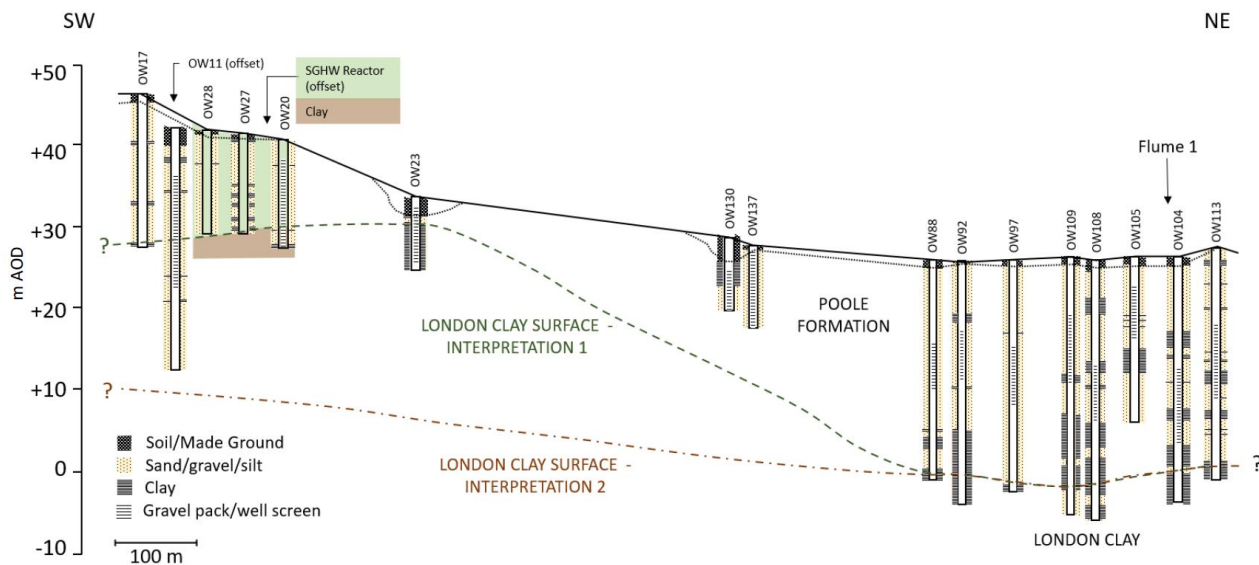 SW
NE
+50
+40
+30
+20
+10
0
-10
m AOD
OW17
OW11 (offset)
OW28
OW27
OW20
SGHW Reactor
(offset)
Clay
OW23
OW130
OW137
Flume 1
OW88
OW92
OW97
OW109
OW108
OW105
OW104
OW113
?
LONDON CLAY SURFACE -
INTERPRETATION 1
POOLE
FORMATION
?
LONDON CLAY SURFACE -
INTERPRETATION 2
?
LONDON CLAY
Soil/Made Ground
Sand/gravel/silt
Clay
Gravel pack/well screen
100 m